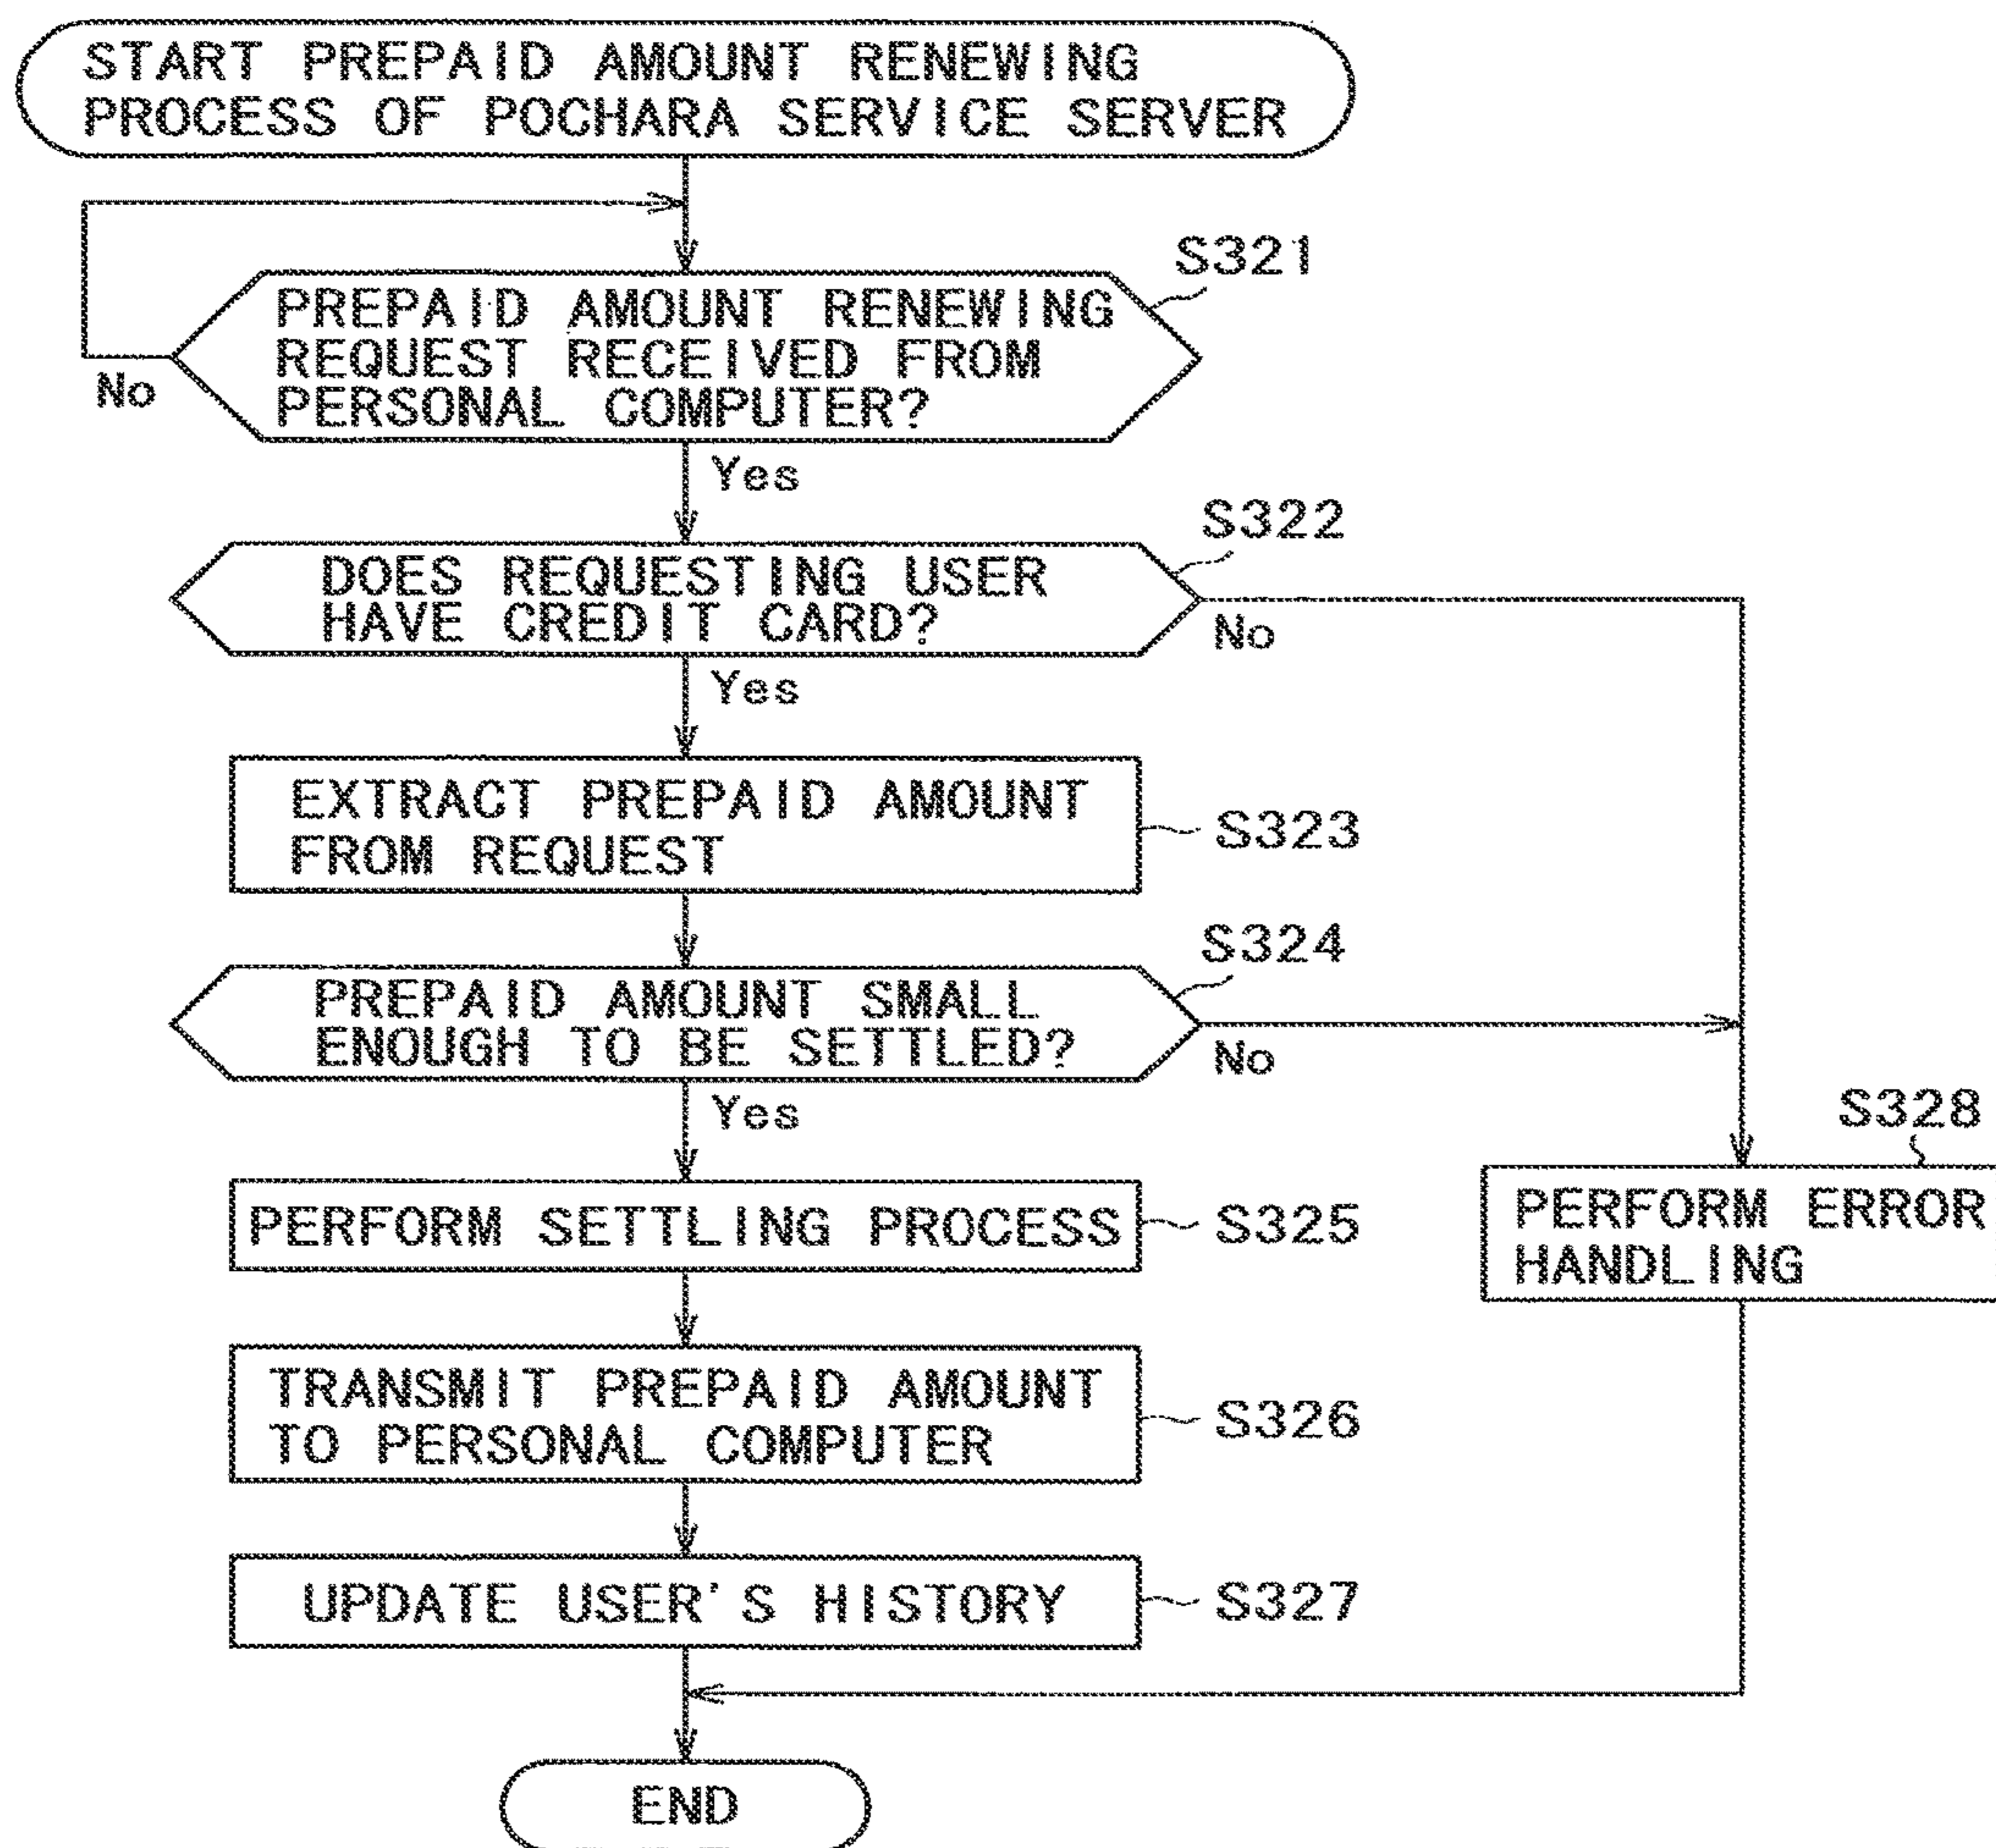 START PREPAID AMOUNT RENEWING
PROCESS OF POCHARA SERVICE SERVER
S321
PREPAID AMOUNT RENEWING
REQUEST RECEIVED FROM
PERSONAL COMPUTER?
No
Yes
S322
DOES REQUESTING USER
HAVE CREDIT CARD?
No
Yes
EXTRACT PREPAID AMOUNT
FROM REQUEST
S323
S324
PREPAID AMOUNT SMALL
ENOUGH TO BE SETTLED?
No
Yes
S328
PERFORM ERROR
HANDLING
PERFORM SETTLING PROCESS
S325
TRANSMIT PREPAID AMOUNT
TO PERSONAL COMPUTER
S326
UPDATE USER'S HISTORY
S327
END